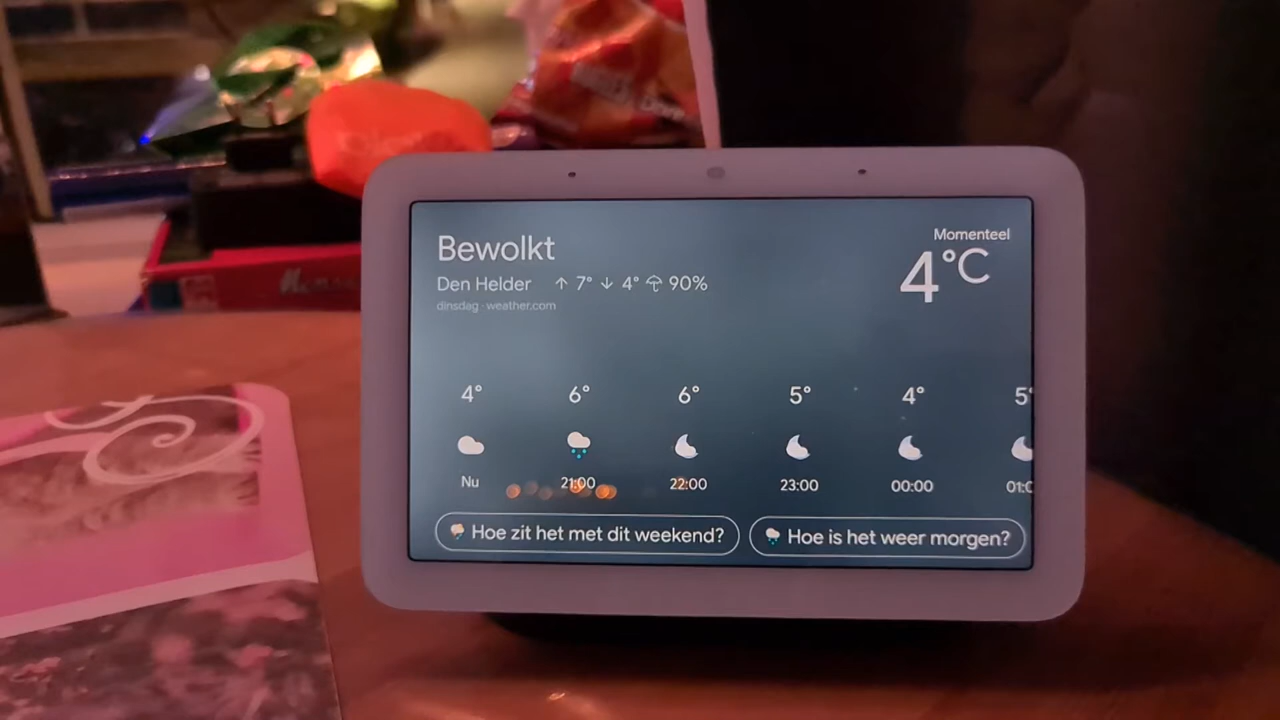 Bewolkt
Momenteel
4°C
Den Helder ↑ 7° ↓ 4° 90%
dinsdag · weather.com
4° 6° 6° 5° 4° 5°
Nu 21:00 22:00 23:00 00:00
Hoe zit het met dit weekend? Hoe is het weer morgen?